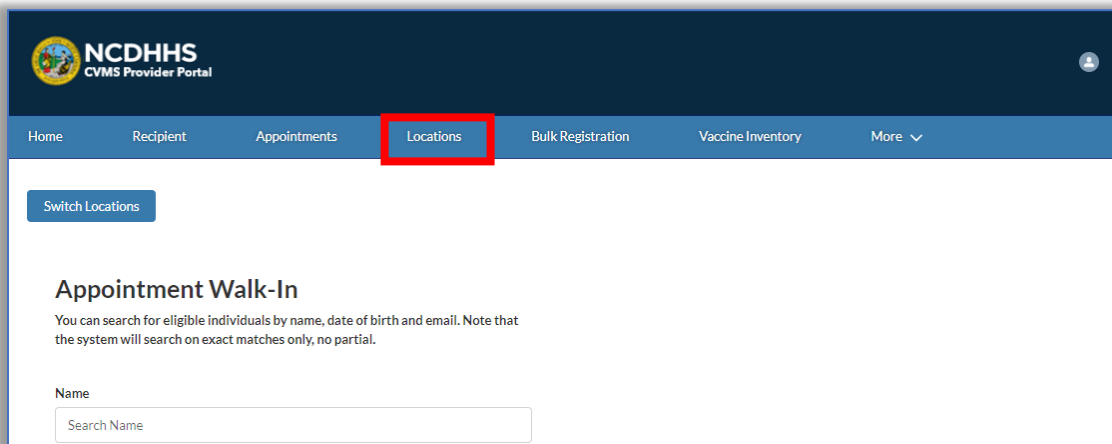 NCDHHS
CVMS Provider Portal
Home Recipient Appointments Locations Bulk Registration Vaccine Inventory More
Switch Locations
Appointment Walk-In
You can search for eligible individuals by name, date of birth and email. Note that
the system will search on exact matches only, no partial.
Name
Search Name